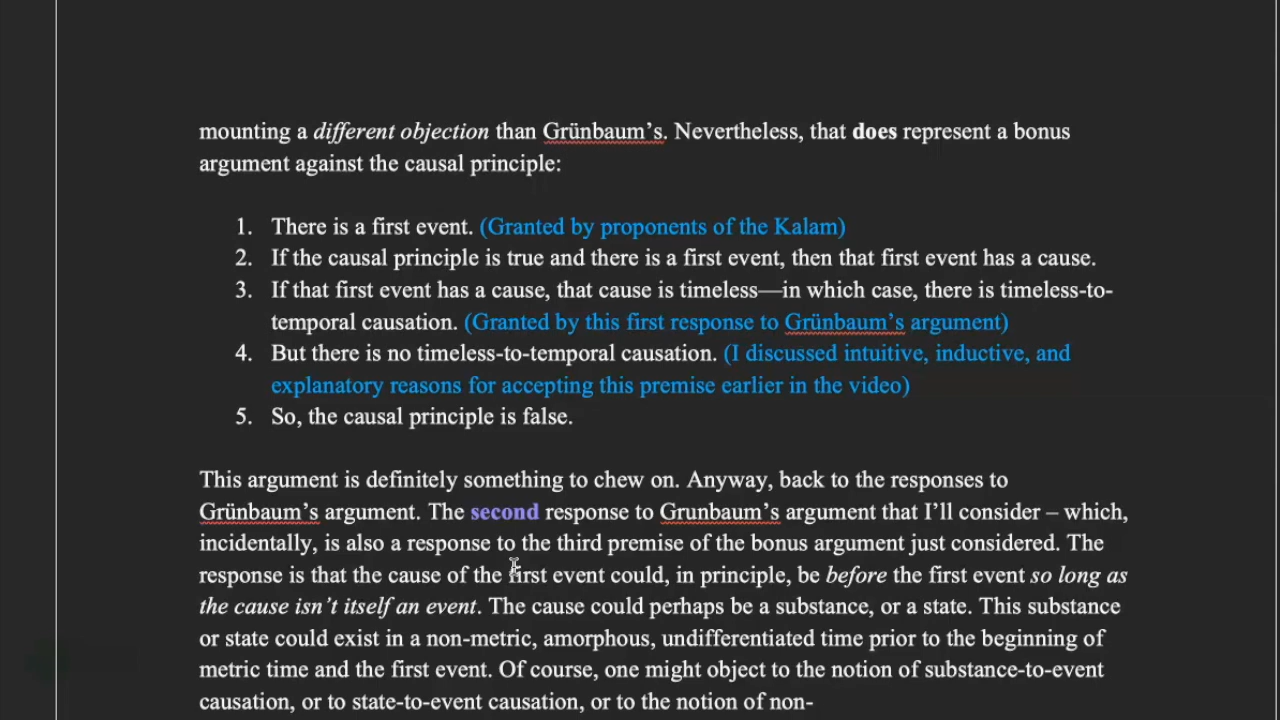 mounting a different objection than Grünbaum’s. Nevertheless, that does represent a bonus
argument against the causal principle:
1. There is a first event. (Granted by proponents of the Kalam)
2. If the causal principle is true and there is a first event, then that first event has a cause.
3. If that first event has a cause, that cause is timeless—in which case, there is timeless-to-
temporal causation. (Granted by this first response to Grünbaum’s argument)
4. But there is no timeless-to-temporal causation. (I discussed intuitive, inductive, and
explanatory reasons for accepting this premise earlier in the video)
5. So, the causal principle is false.
This argument is definitely something to chew on. Anyway, back to the responses to
Grünbaum’s argument. The second response to Grunbaum’s argument that I’ll consider – which,
incidentally, is also a response to the third premise of the bonus argument just considered. The
response is that the cause of the first event could, in principle, be before the first event so long as
the cause isn’t itself an event. The cause could perhaps be a substance, or a state. This substance
or state could exist in a non-metric, amorphous, undifferentiated time prior to the beginning of
metric time and the first event. Of course, one might object to the notion of substance-to-event
causation, or to state-to-event causation, or to the notion of non-